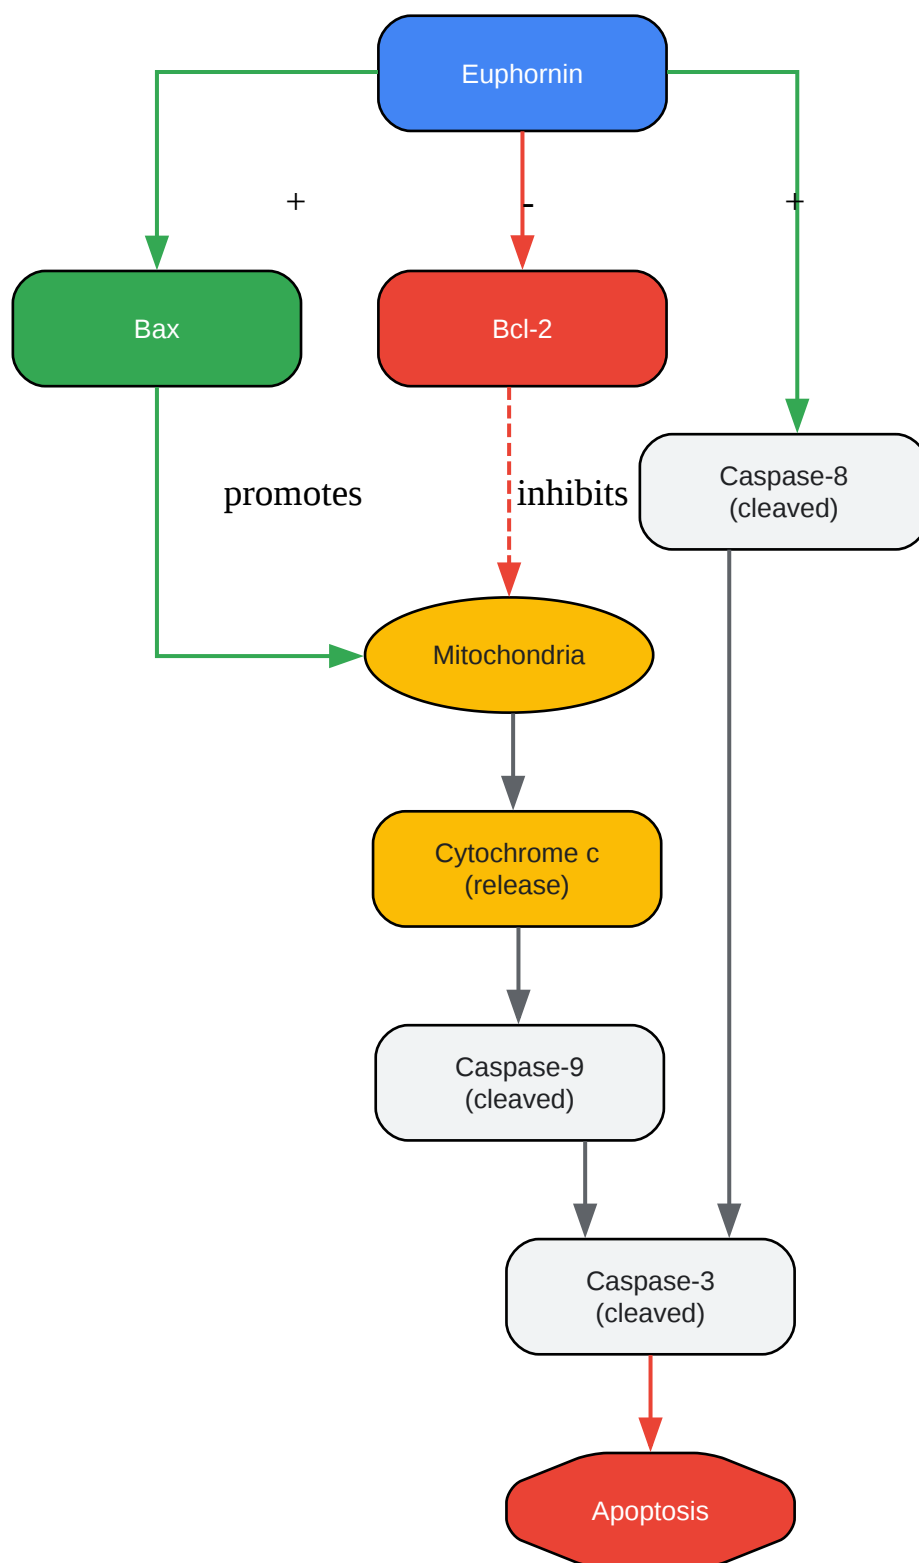 Euphornin
+
-
+
Bax
Bcl-2
Caspase-8
(cleaved)
promotes
inhibits
Mitochondria
Cytochrome c
(release)
Caspase-9
(cleaved)
Caspase-3
(cleaved)
Apoptosis